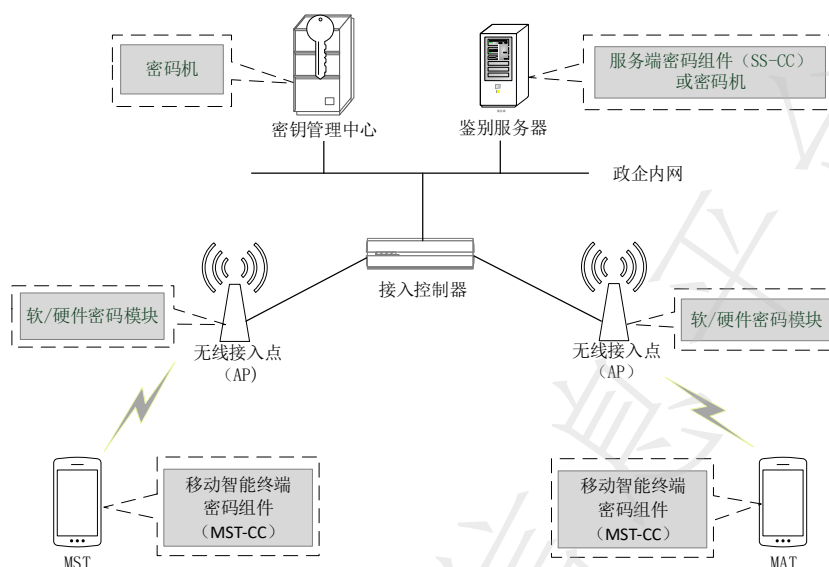 密码机
服务端密码组件（SS-CC）
或密码机
密钥管理中心
鉴别服务器
政企内网
接入控制器
软/硬件密码模块
软/硬件密码模块
无线接入点
（AP)
无线接入点
（AP）
移动智能终端
密码组件
（MST-CC）
移动智能终端
密码组件
（MST-CC）
MST
MAT